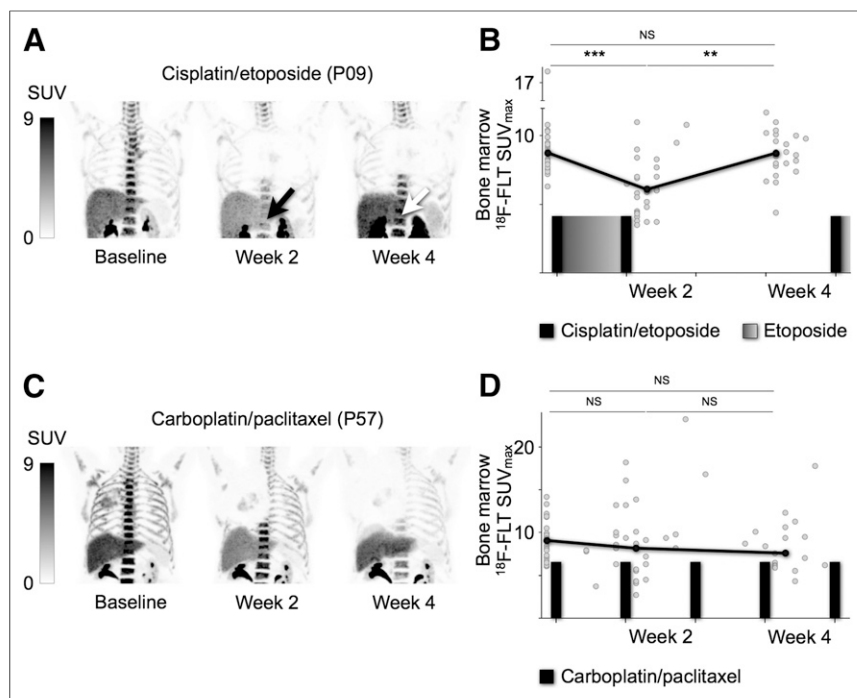 A
Cisplatin/etoposide (P09)
SUV
9
0
Baseline
Week 2
Week 4
B
NS
***
**
Bone marrow
18F-FLT SUVmax
17
10
Week 2
Week 4
Cisplatin/etoposide
Etoposide
C
Carboplatin/paclitaxel (P57)
SUV
9
0
Baseline
Week 2
Week 4
D
NS
NS
NS
Bone marrow
18F-FLT SUVmax
20
10
Week 2
Week 4
Carboplatin/paclitaxel